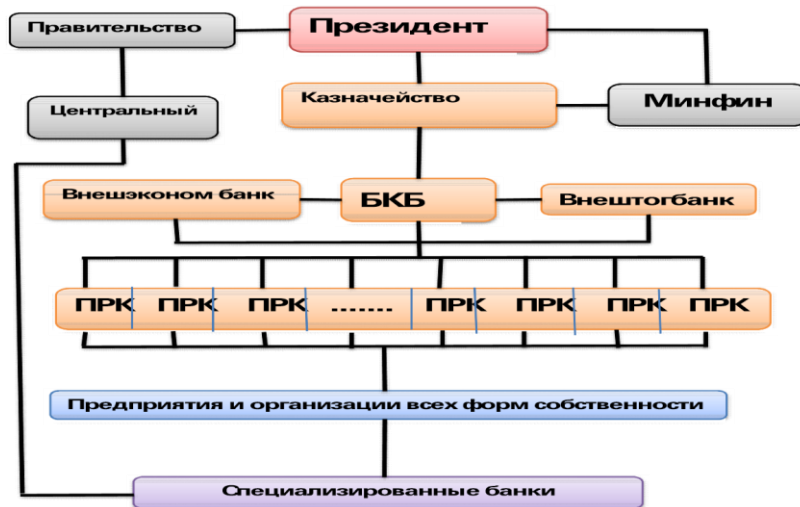 Правительство
Президент
Центральный
Казначейство
Минфин
Внешэконом банк
БКБ
Внештогбанк
ПРК ПРК ПРК ....... ПРК ПРК ПРК ПРК
Предприятия и организации всех форм собственности
Специализированные банки